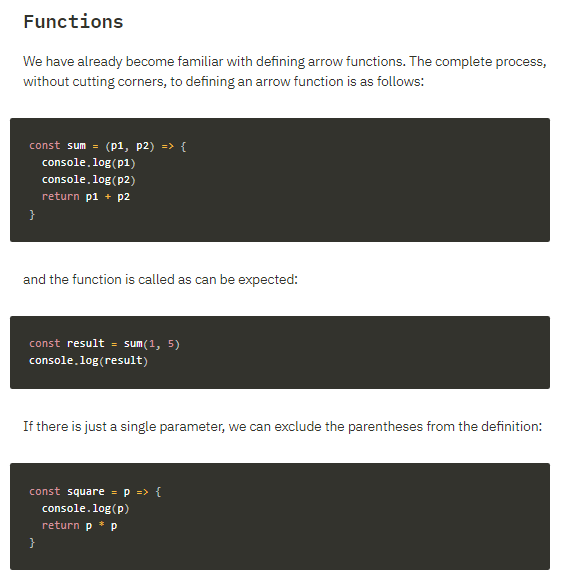 Functions
We have already become familiar with defining arrow functions. The complete process,
without cutting corners, to defining an arrow function is as follows:
const sum = (p1, p2) => {
  console.log(p1)
  console.log(p2)
  return p1 + p2
}
and the function is called as can be expected:
const result = sum(1, 5)
console.log(result)
If there is just a single parameter, we can exclude the parentheses from the definition:
const square = p => {
  console.log(p)
  return p * p
}